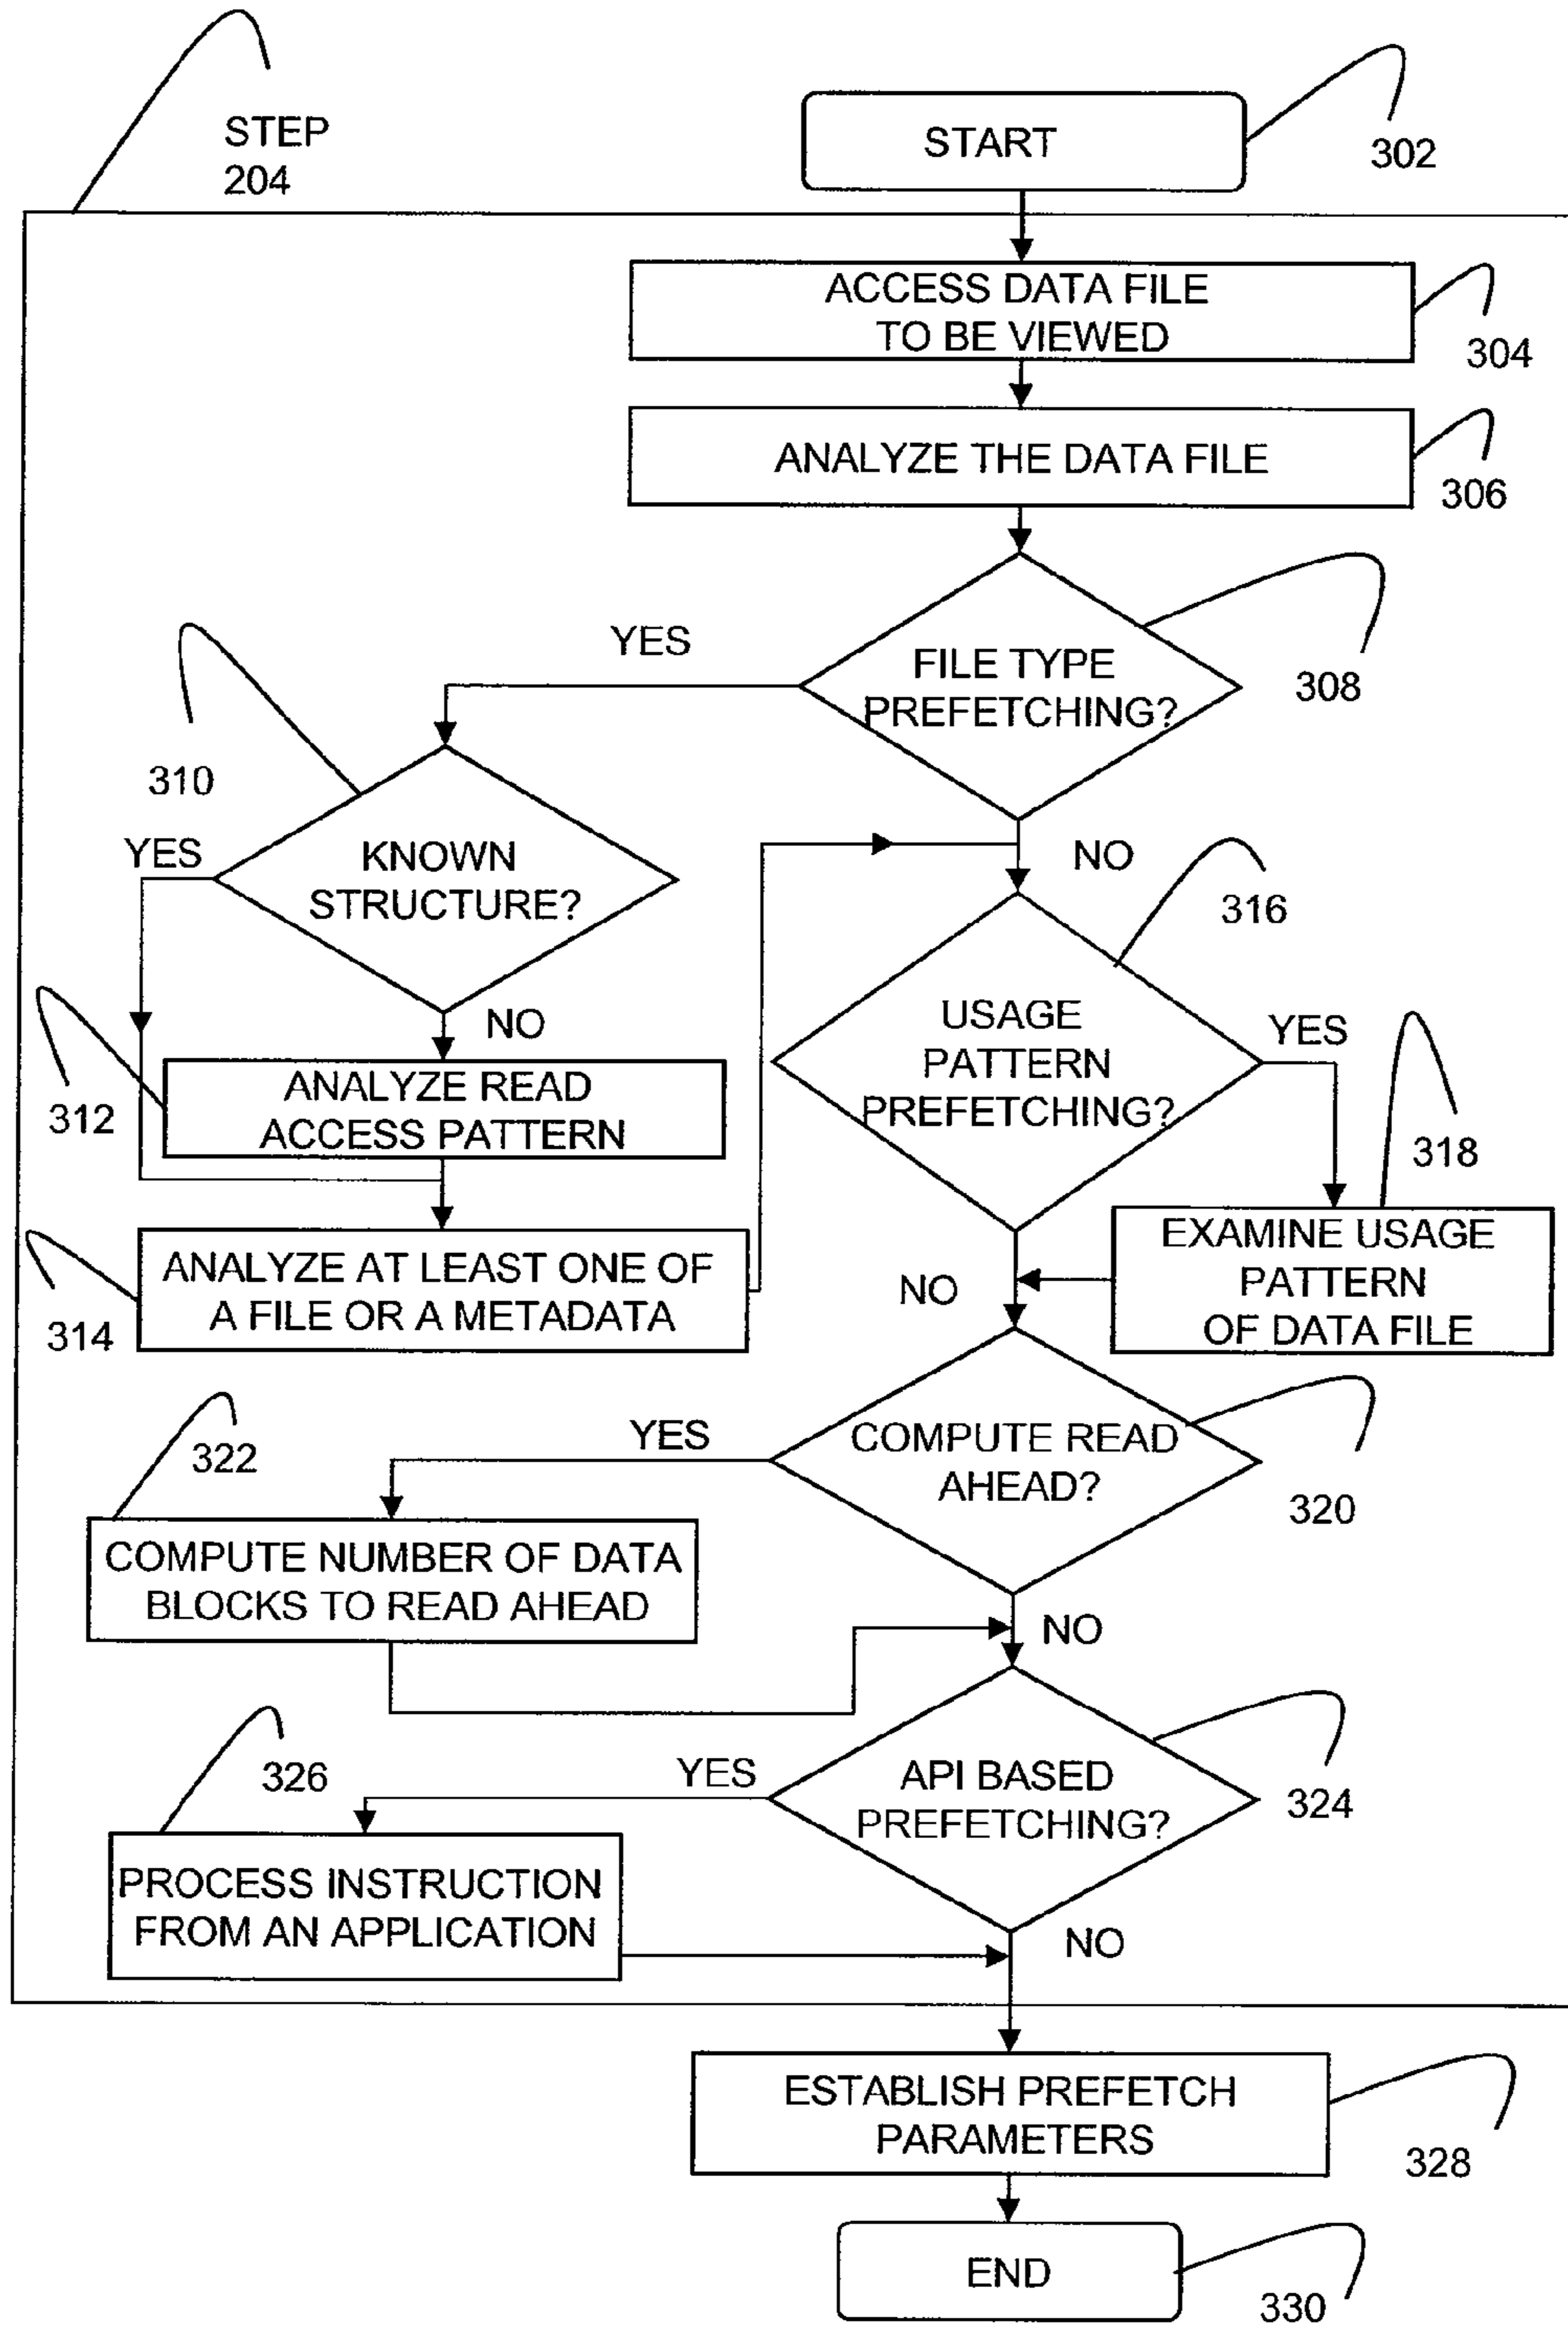 STEP
204
START
302
ACCESS DATA FILE
TO BE VIEWED
304
ANALYZE THE DATA FILE
306
YES
FILE TYPE
PREFETCHING?
308
310
YES
KNOWN
STRUCTURE?
NO
316
NO
312
ANALYZE READ
ACCESS PATTERN
USAGE
PATTERN
PREFETCHING?
YES
318
314
ANALYZE AT LEAST ONE OF
A FILE OR A METADATA
NO
EXAMINE USAGE
PATTERN
OF DATA FILE
322
YES
COMPUTE READ
AHEAD?
320
COMPUTE NUMBER OF DATA
BLOCKS TO READ AHEAD
NO
326
YES
API BASED
PREFETCHING?
324
PROCESS INSTRUCTION
FROM AN APPLICATION
NO
ESTABLISH PREFETCH
PARAMETERS
328
END
330